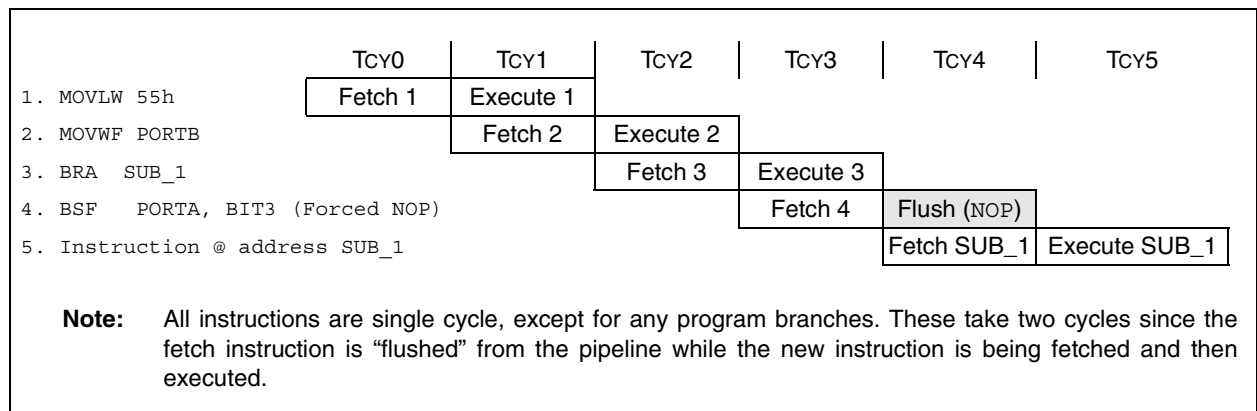 TCY0 TCY1 TCY2 TCY3 TCY4 TCY5
1. MOVLW 55h Fetch 1 Execute 1
2. MOVWF PORTB Fetch 2 Execute 2
3. BRA SUB_1 Fetch 3 Execute 3
4. BSF PORTA, BIT3 (Forced NOP) Fetch 4 Flush (NOP)
5. Instruction @ address SUB_1 Fetch SUB_1 Execute SUB_1
Note: All instructions are single cycle, except for any program branches. These take two cycles since the
fetch instruction is “flushed” from the pipeline while the new instruction is being fetched and then
executed.